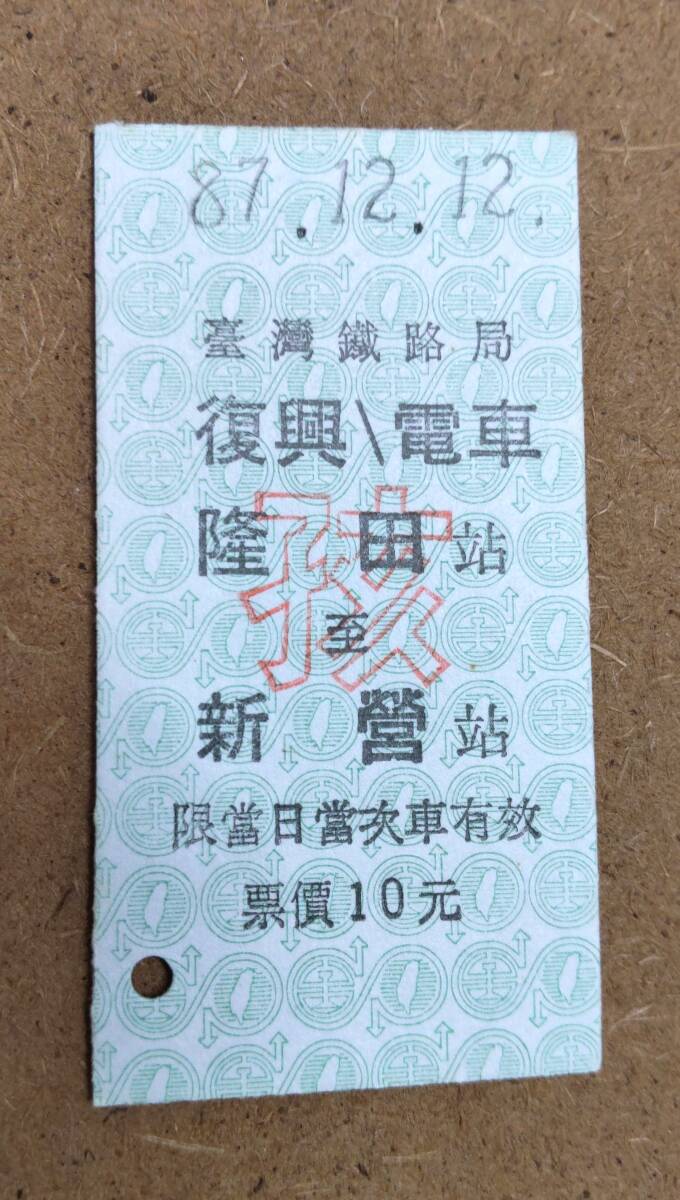 87.12.12.
臺灣鐵路局
復興\電車
隆田站
孩
至
新營站
限當日當次車有效
票價10元